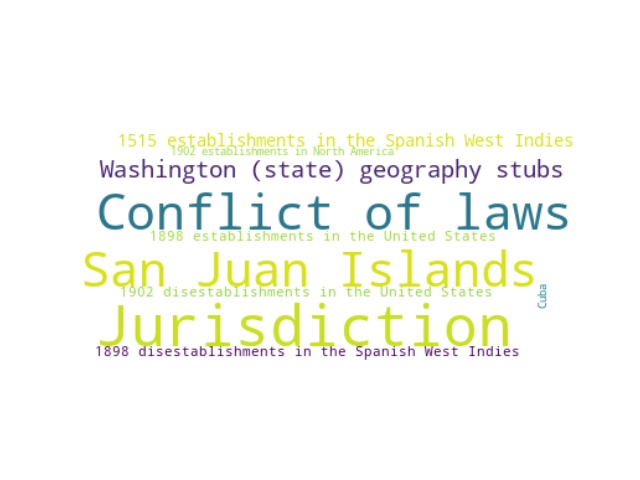 1515 establishments in the Spanish West Indies
1902 establishments in North America
Washington (state) geography stubs
Conflict of laws
1898 establishments in the United States
San Juan Islands
1902 disestablishments in the United States
Cuba
Jurisdiction
1898 disestablishments in the Spanish West Indies